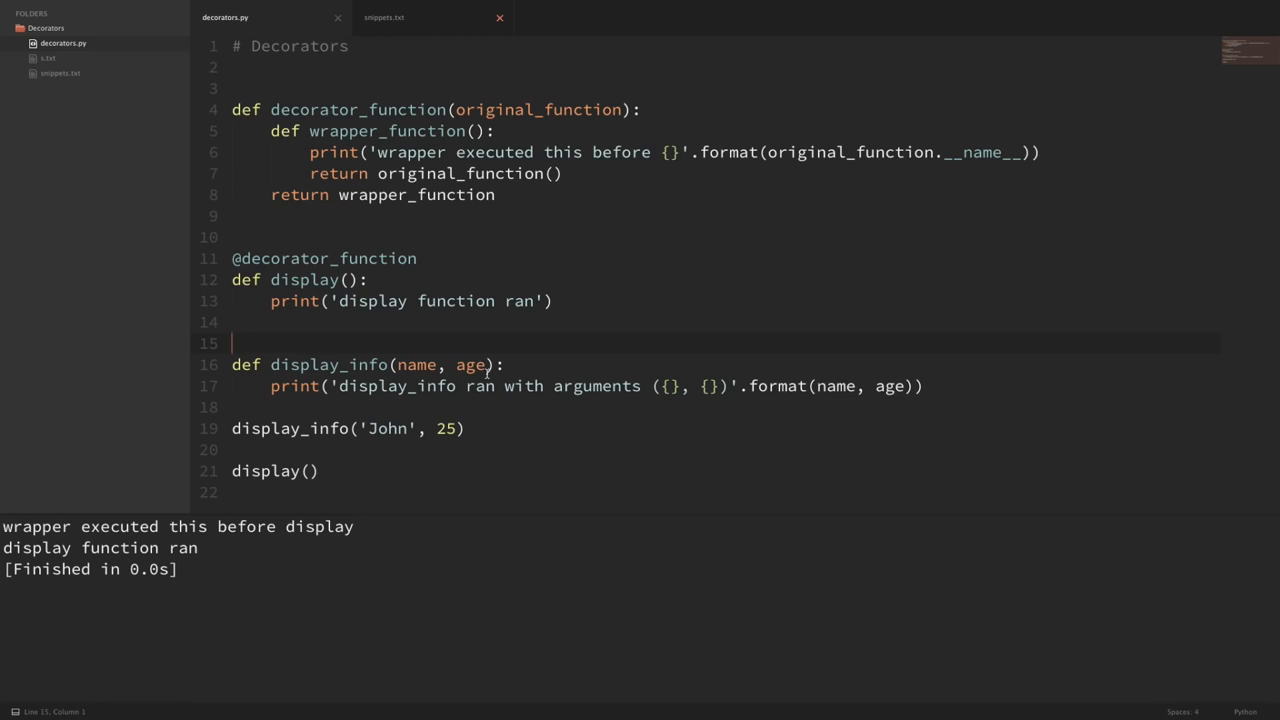 FOLDERS
Decorators
decorators.py
s.txt
snippets.txt
decorators.py
snippets.txt
1 # Decorators
2
3
4 def decorator_function(original_function):
5     def wrapper_function():
6         print('wrapper executed this before {}'.format(original_function.__name__))
7         return original_function()
8     return wrapper_function
9
10
11 @decorator_function
12 def display():
13     print('display function ran')
14
15
16 def display_info(name, age):
17     print('display_info ran with arguments ({}, {})'.format(name, age))
18
19 display_info('John', 25)
20
21 display()
22
wrapper executed this before display
display function ran
[Finished in 0.0s]
Line 15, Column 1
Spaces: 4
Python